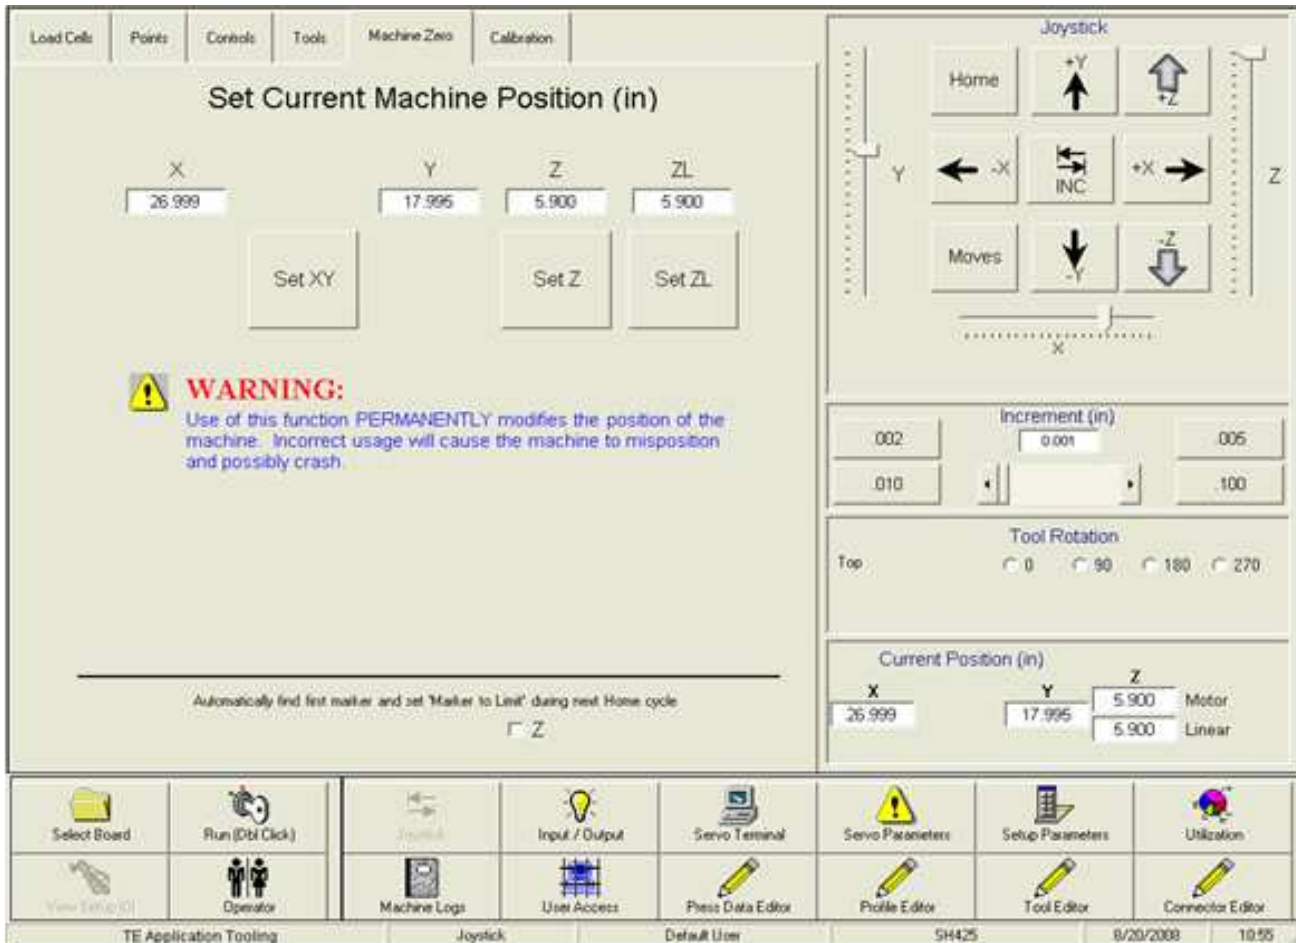 Load Cells Points Controls Tools Machine Zero Calibration
Set Current Machine Position (in)
X Y Z ZL
26.999 17.995 5.900 5.900
Set XY Set Z Set ZL
WARNING:
Use of this function PERMANENTLY modifies the position of the
machine. Incorrect usage will cause the machine to misposition
and possibly crash.
Automatically find first marker and set 'Marker to Limit' during next Home cycle
Z
Joystick
Home +Y +Z
Y -X INC +X Z
Moves -Y -Z
X
Increment (in)
.002 0.001 .005
.010 .100
Tool Rotation
Top 0 90 180 270
Current Position (in)
X Y Z
26.999 17.995 5.900 Motor
5.900 Linear
Select Board Run (Dbl Click) Joystick Input / Output Servo Terminal Servo Parameters Setup Parameters Utilization
View Setup Operator Machine Logs User Access Press Data Editor Profile Editor Tool Editor Connector Editor
TE Application Tooling Joystick Default User SH425 8/20/2008 10:55